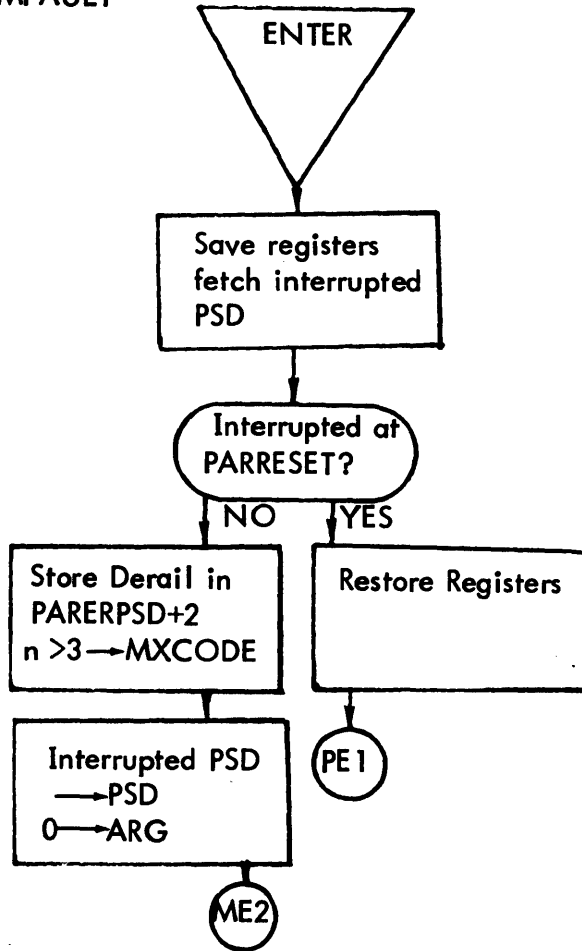 ENTER
Save registers
fetch interrupted
PSD
Interrupted at
PARRESET?
NO
YES
Store Derail in
PARERPSD+2
n >3→MXCODE
Restore Registers
Interrupted PSD
→PSD
0→ARG
PE1
ME2